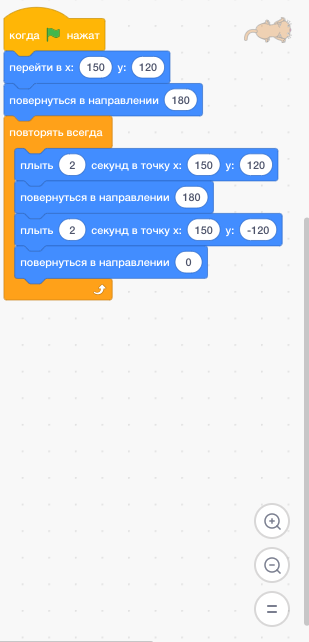 когда нажат
перейти в x: 150 y: 120
повернуться в направлении 180
повторять всегда
плыть 2 секунд в точку x: 150 y: 120
повернуться в направлении 180
плыть 2 секунд в точку x: 150 y: -120
повернуться в направлении 0